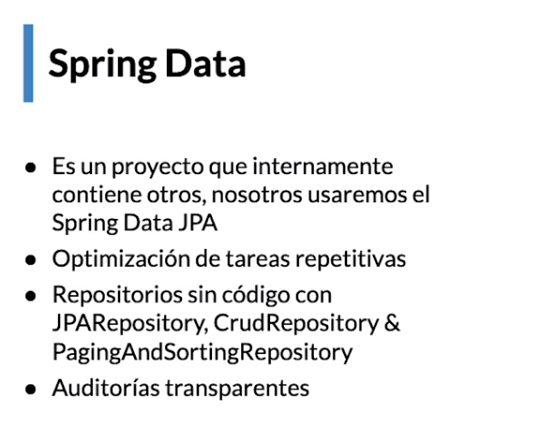 Spring Data
● Es un proyecto que internamente
contiene otros, nosotros usaremos el
Spring Data JPA
● Optimización de tareas repetitivas
● Repositorios sin código con
JPARepository, CrudRepository &
PagingAndSortingRepository
● Auditorías transparentes